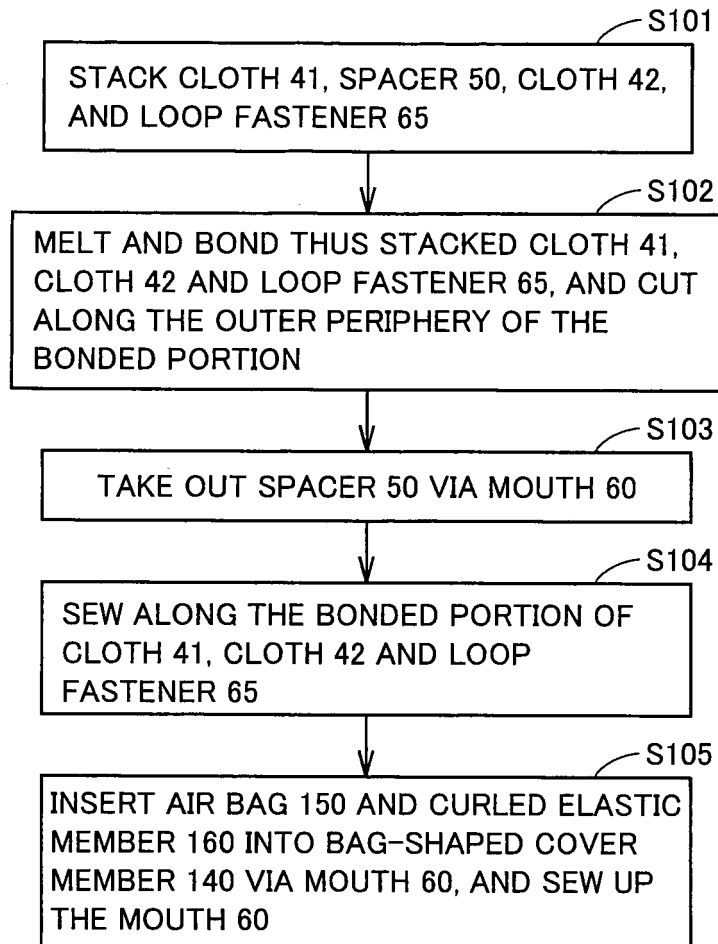 S101
STACK CLOTH 41, SPACER 50, CLOTH 42,
AND LOOP FASTENER 65
S102
MELT AND BOND THUS STACKED CLOTH 41,
CLOTH 42 AND LOOP FASTENER 65, AND CUT
ALONG THE OUTER PERIPHERY OF THE
BONDED PORTION
S103
TAKE OUT SPACER 50 VIA MOUTH 60
S104
SEW ALONG THE BONDED PORTION OF
CLOTH 41, CLOTH 42 AND LOOP
FASTENER 65
S105
INSERT AIR BAG 150 AND CURLED ELASTIC
MEMBER 160 INTO BAG-SHAPED COVER
MEMBER 140 VIA MOUTH 60, AND SEW UP
THE MOUTH 60